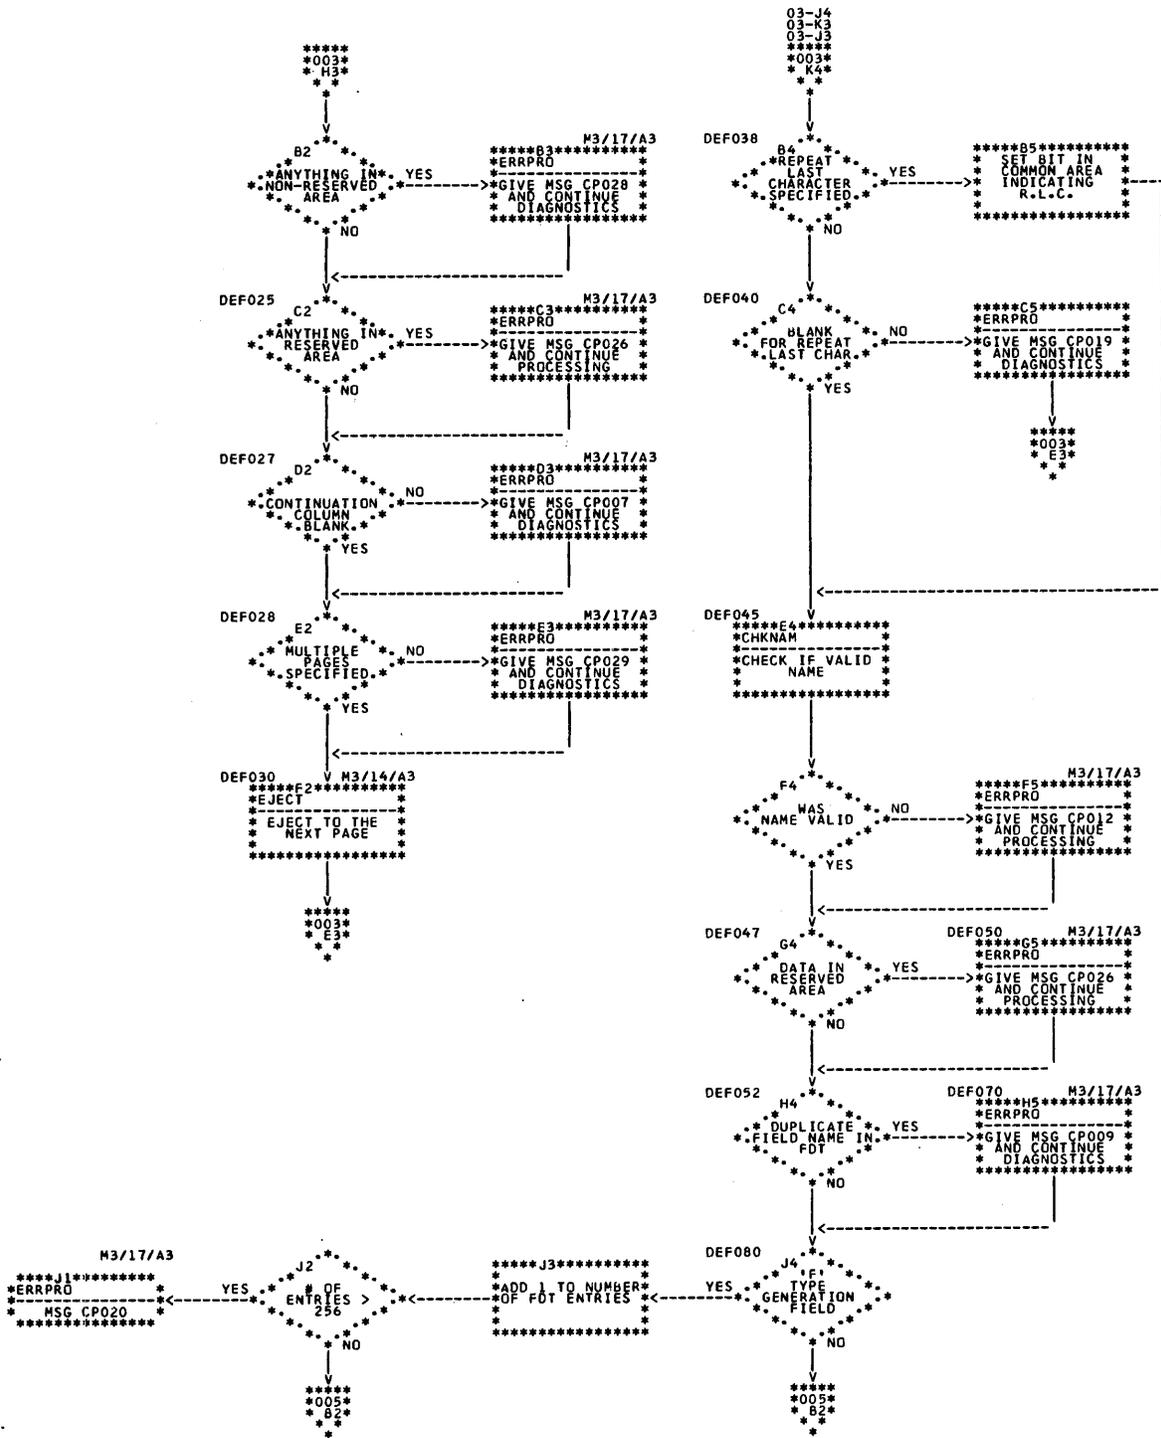 03-J4
03-K3
03-J3
*****
*003*
* H3*
* *
*
*****
*003*
* K4*
* *
*
B2
ANYTHING IN
NON-RESERVED
AREA
YES
NO
M3/17/A3
*****B3*********
*ERRPRO
*GIVE MSG CP028 *
* AND CONTINUE *
* DIAGNOSTICS *
DEF038
B4
*REPEAT
LAST
CHARACTER
SPECIFIED
YES
NO
*****B5*********
* SET BIT IN *
* COMMON AREA *
* INDICATING *
* R.L.C. *
DEF025
C2
ANYTHING IN
RESERVED
AREA
YES
NO
M3/17/A3
*****C3*********
*ERRPRO
*GIVE MSG CP026 *
* AND CONTINUE *
* PROCESSING *
DEF040
C4
BLANK
FOR REPEAT
LAST CHAR
NO
YES
*****C5*********
*ERRPRO
*GIVE MSG CP019 *
* AND CONTINUE *
* DIAGNOSTICS *
*****
*003*
* E3*
* *
*
DEF027
D2
CONTINUATION
COLUMN
BLANK
NO
YES
M3/17/A3
*****D3*********
*ERRPRO
*GIVE MSG CP007 *
* AND CONTINUE *
* DIAGNOSTICS *
DEF028
E2
MULTIPLE
PAGES
SPECIFIED
NO
YES
M3/17/A3
*****E3*********
*ERRPRO
*GIVE MSG CP029 *
* AND CONTINUE *
* DIAGNOSTICS *
DEF045
*****E4*********
*CHKNAM
*CHECK IF VALID *
* NAME *
DEF030
M3/14/A3
*****F2*********
*EJECT
* EJECT TO THE *
* NEXT PAGE *
*****
*003*
* E3*
* *
*
F4
WAS
NAME VALID
NO
YES
M3/17/A3
*****F5*********
*ERRPRO
*GIVE MSG CP012 *
* AND CONTINUE *
* PROCESSING *
DEF047
G4
DATA IN
RESERVED
AREA
YES
NO
DEF050
M3/17/A3
*****G5*********
*ERRPRO
*GIVE MSG CP026 *
* AND CONTINUE *
* PROCESSING *
DEF052
H4
DUPLICATE
FIELD NAME IN
FDT
YES
NO
DEF070
M3/17/A3
*****H5*********
*ERRPRO
*GIVE MSG CP009 *
* AND CONTINUE *
* DIAGNOSTICS *
DEF080
J4
'F'
TYPE
GENERATION
FIELD
YES
NO
*****J3*********
*ADD 1 TO NUMBER*
*OF FDT ENTRIES *
J2
# OF
ENTRIES >
256
YES
NO
M3/17/A3
****J1*********
*ERRPRO
* MSG CP020 *
*****
*005*
* B2*
* *
*
*****
*005*
* B2*
* *
*